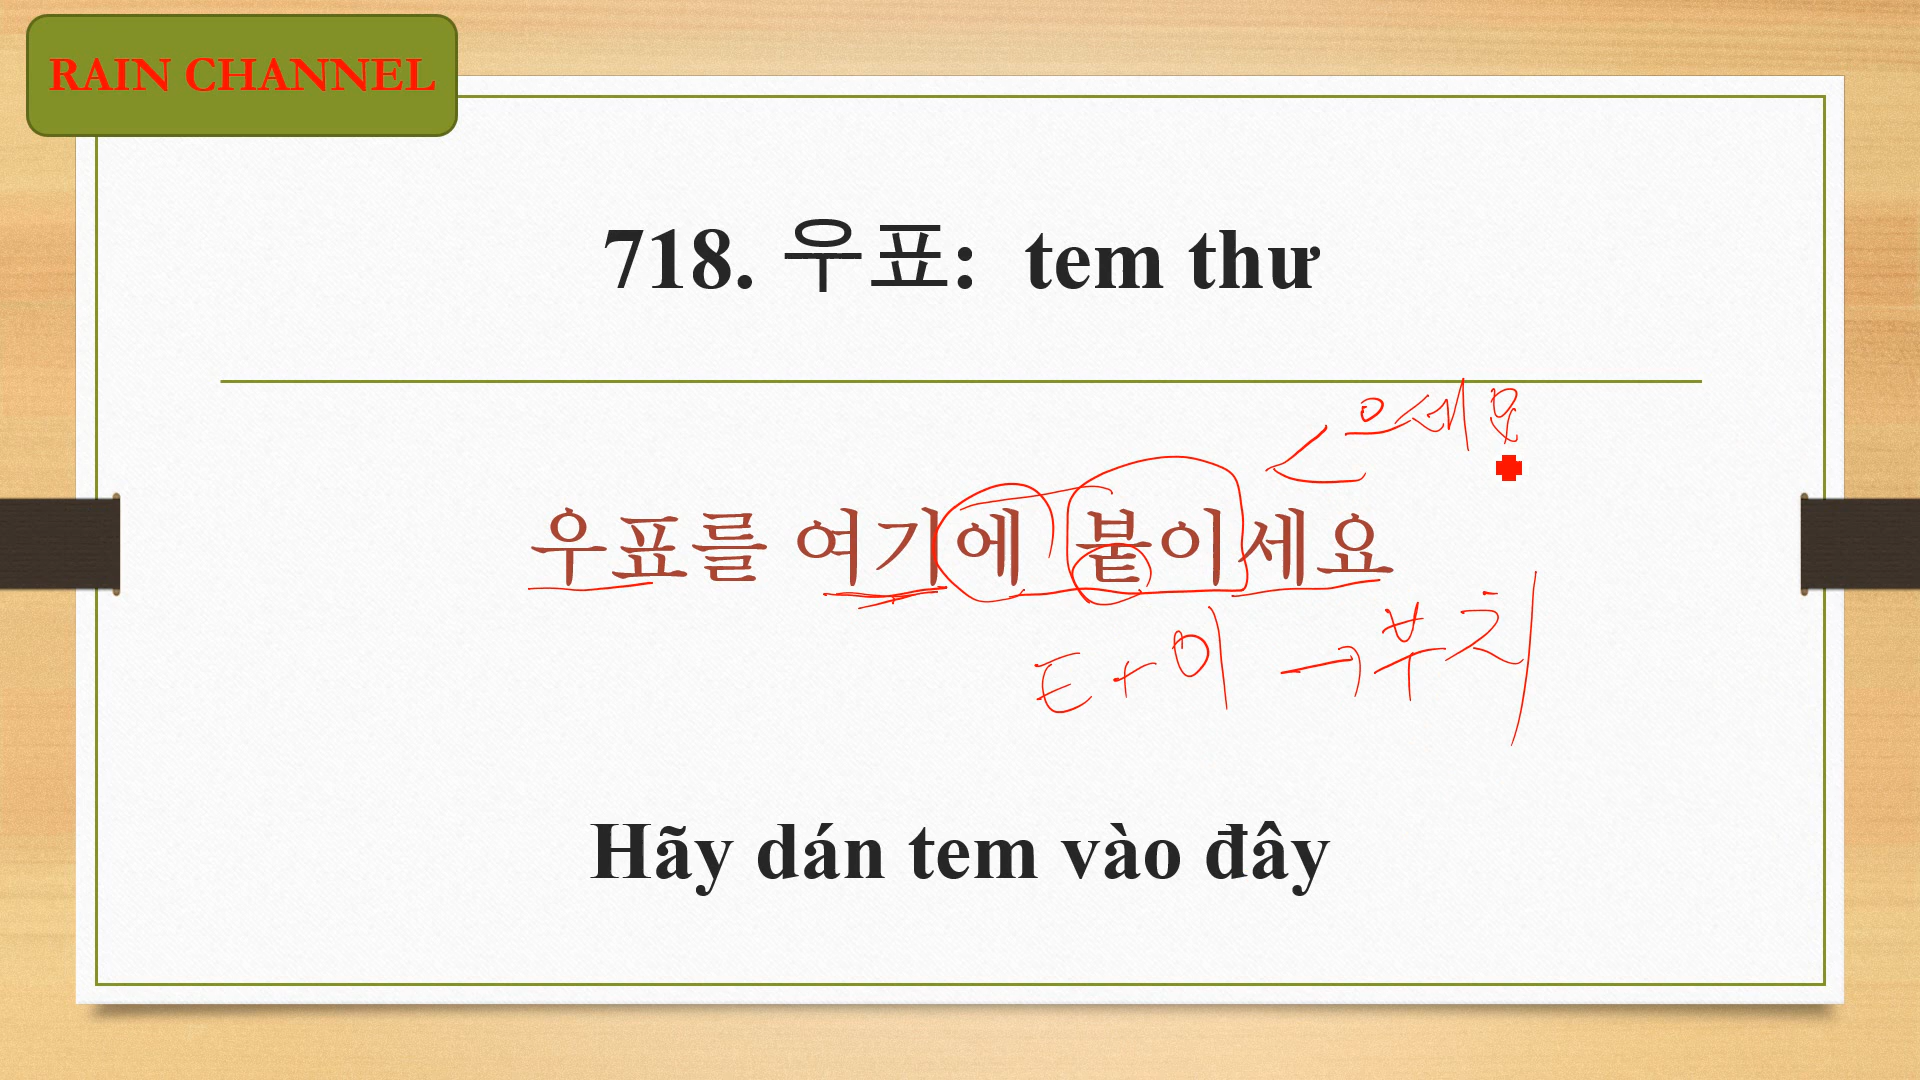 RAIN CHANNEL
718. 우표: tem thư
으세요
우표를 여기에 붙이세요
ㅌ+이 → 부치
Hãy dán tem vào đây